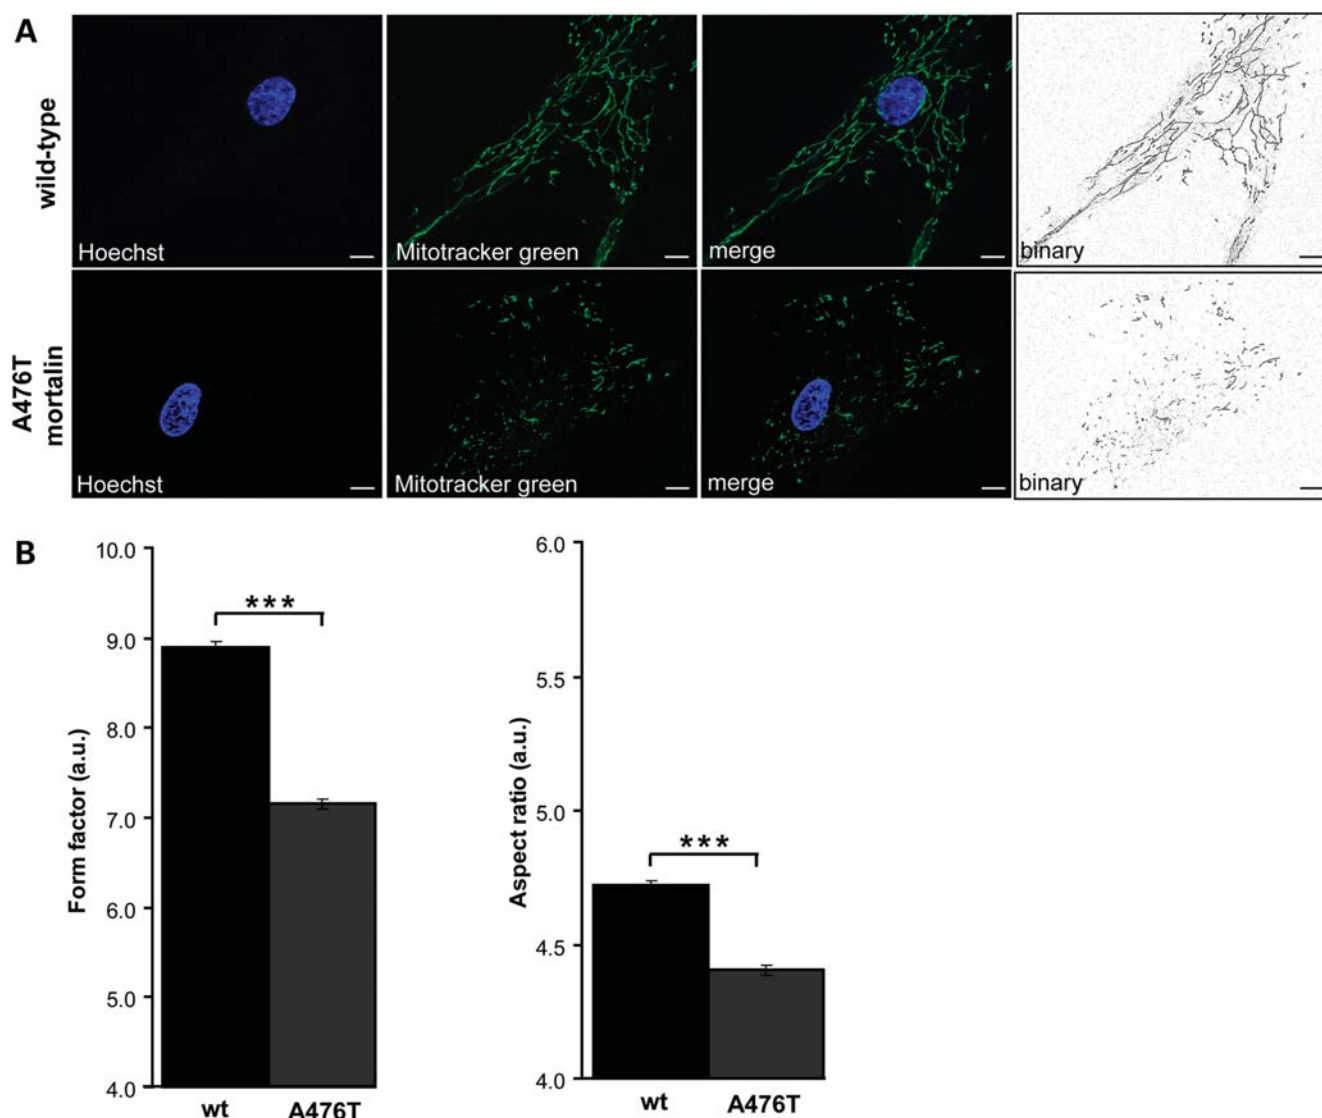 A
wild-type
Hoechst
Mitotracker green
merge
binary
A476T
mortalin
Hoechst
Mitotracker green
merge
binary
B
Form factor (a.u.)
10.0
9.0
8.0
7.0
6.0
5.0
4.0
***
wt
A476T
Aspect ratio (a.u.)
6.0
5.5
5.0
4.5
4.0
***
wt
A476T